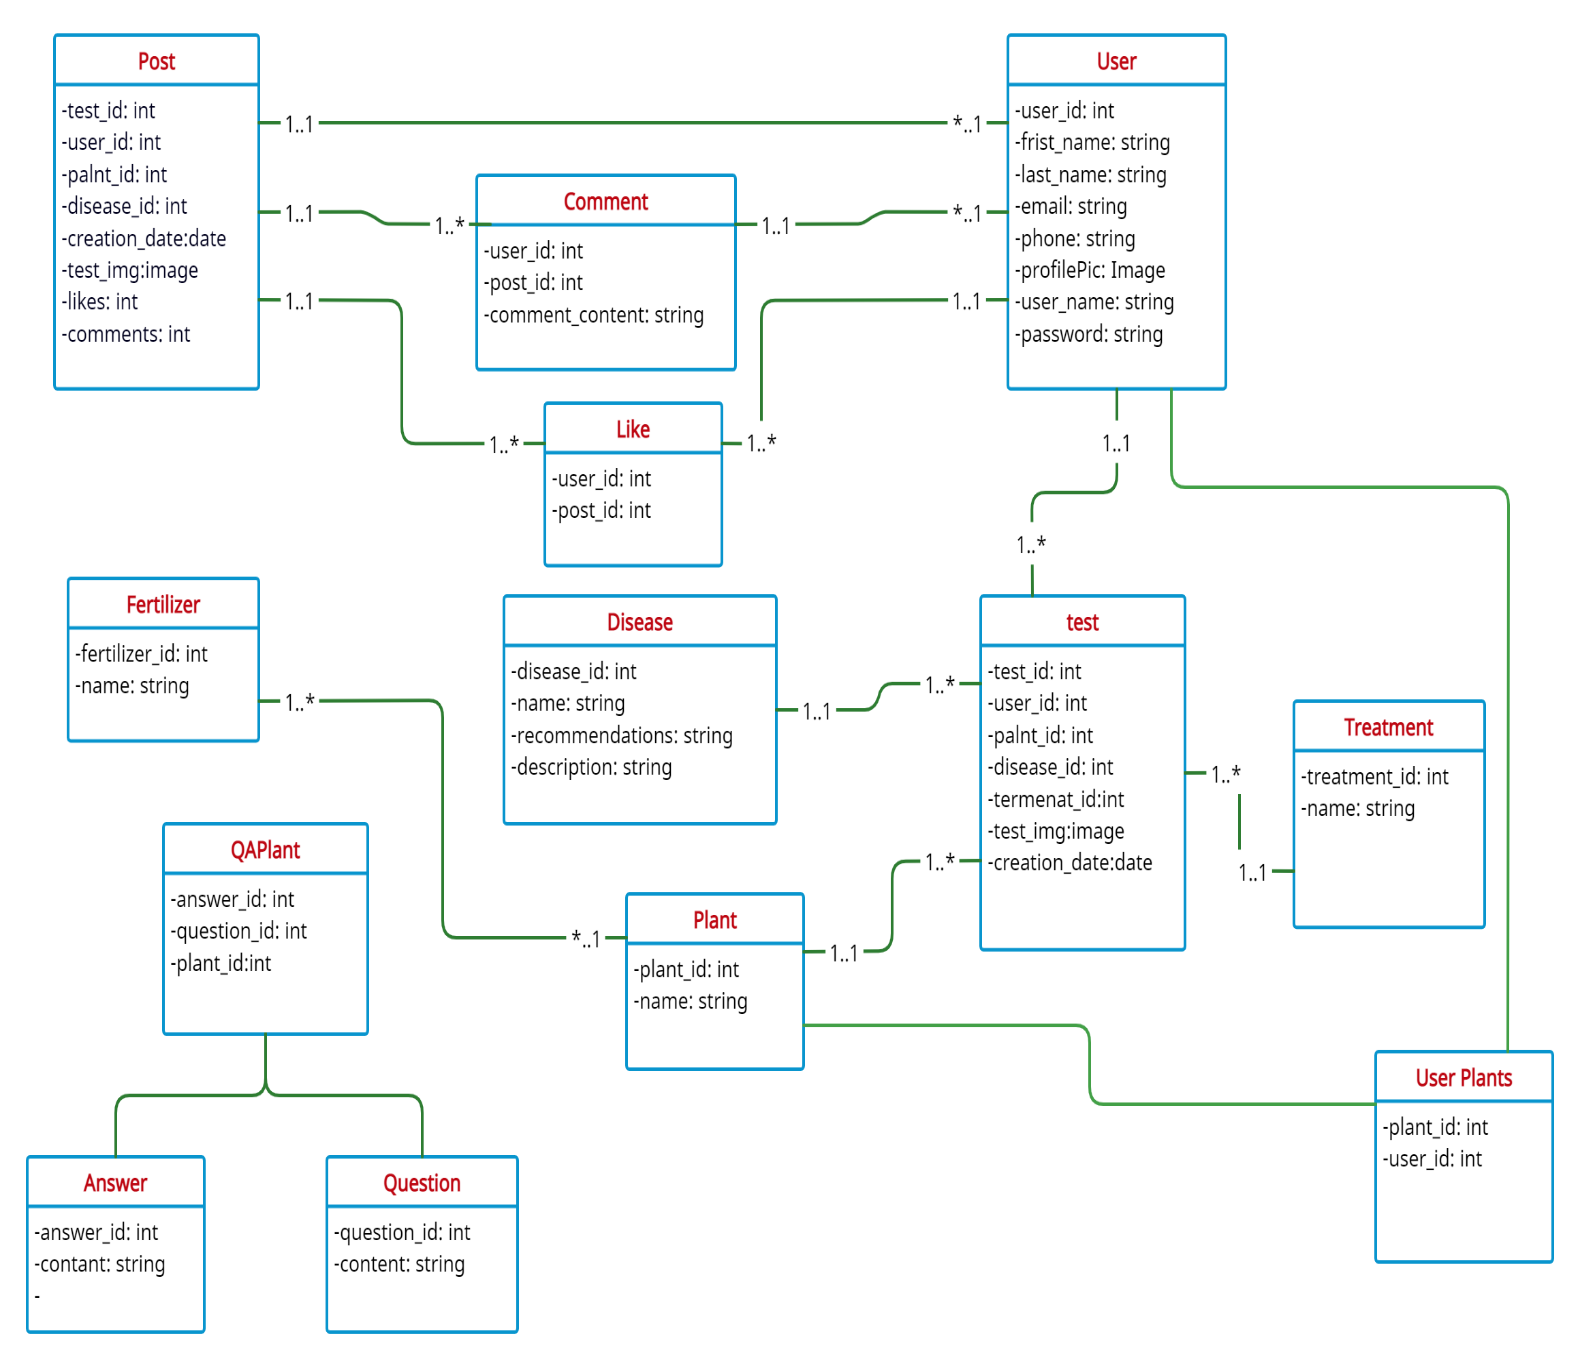 Post
-test_id: int
-user_id: int
-palnt_id: int
-disease_id: int
-creation_date:date
-test_img:image
-likes: int
-comments: int
User
-user_id: int
-frist_name: string
-last_name: string
-email: string
-phone: string
-profilePic: Image
-user_name: string
-password: string
1..1
*..1
1..1
1..*
Comment
-user_id: int
-post_id: int
-comment_content: string
1..1
*..1
1..1
1..*
Like
-user_id: int
-post_id: int
1..*
1..1
1..1
1..*
Fertilizer
-fertilizer_id: int
-name: string
1..*
*..1
Disease
-disease_id: int
-name: string
-recommendations: string
-description: string
1..1
1..*
test
-test_id: int
-user_id: int
-palnt_id: int
-disease_id: int
-termenat_id:int
-test_img:image
-creation_date:date
1..*
1..1
Treatment
-treatment_id: int
-name: string
QAPlant
-answer_id: int
-question_id: int
-plant_id:int
Plant
-plant_id: int
-name: string
1..1
1..*
User Plants
-plant_id: int
-user_id: int
Answer
-answer_id: int
-contant: string
-
Question
-question_id: int
-content: string